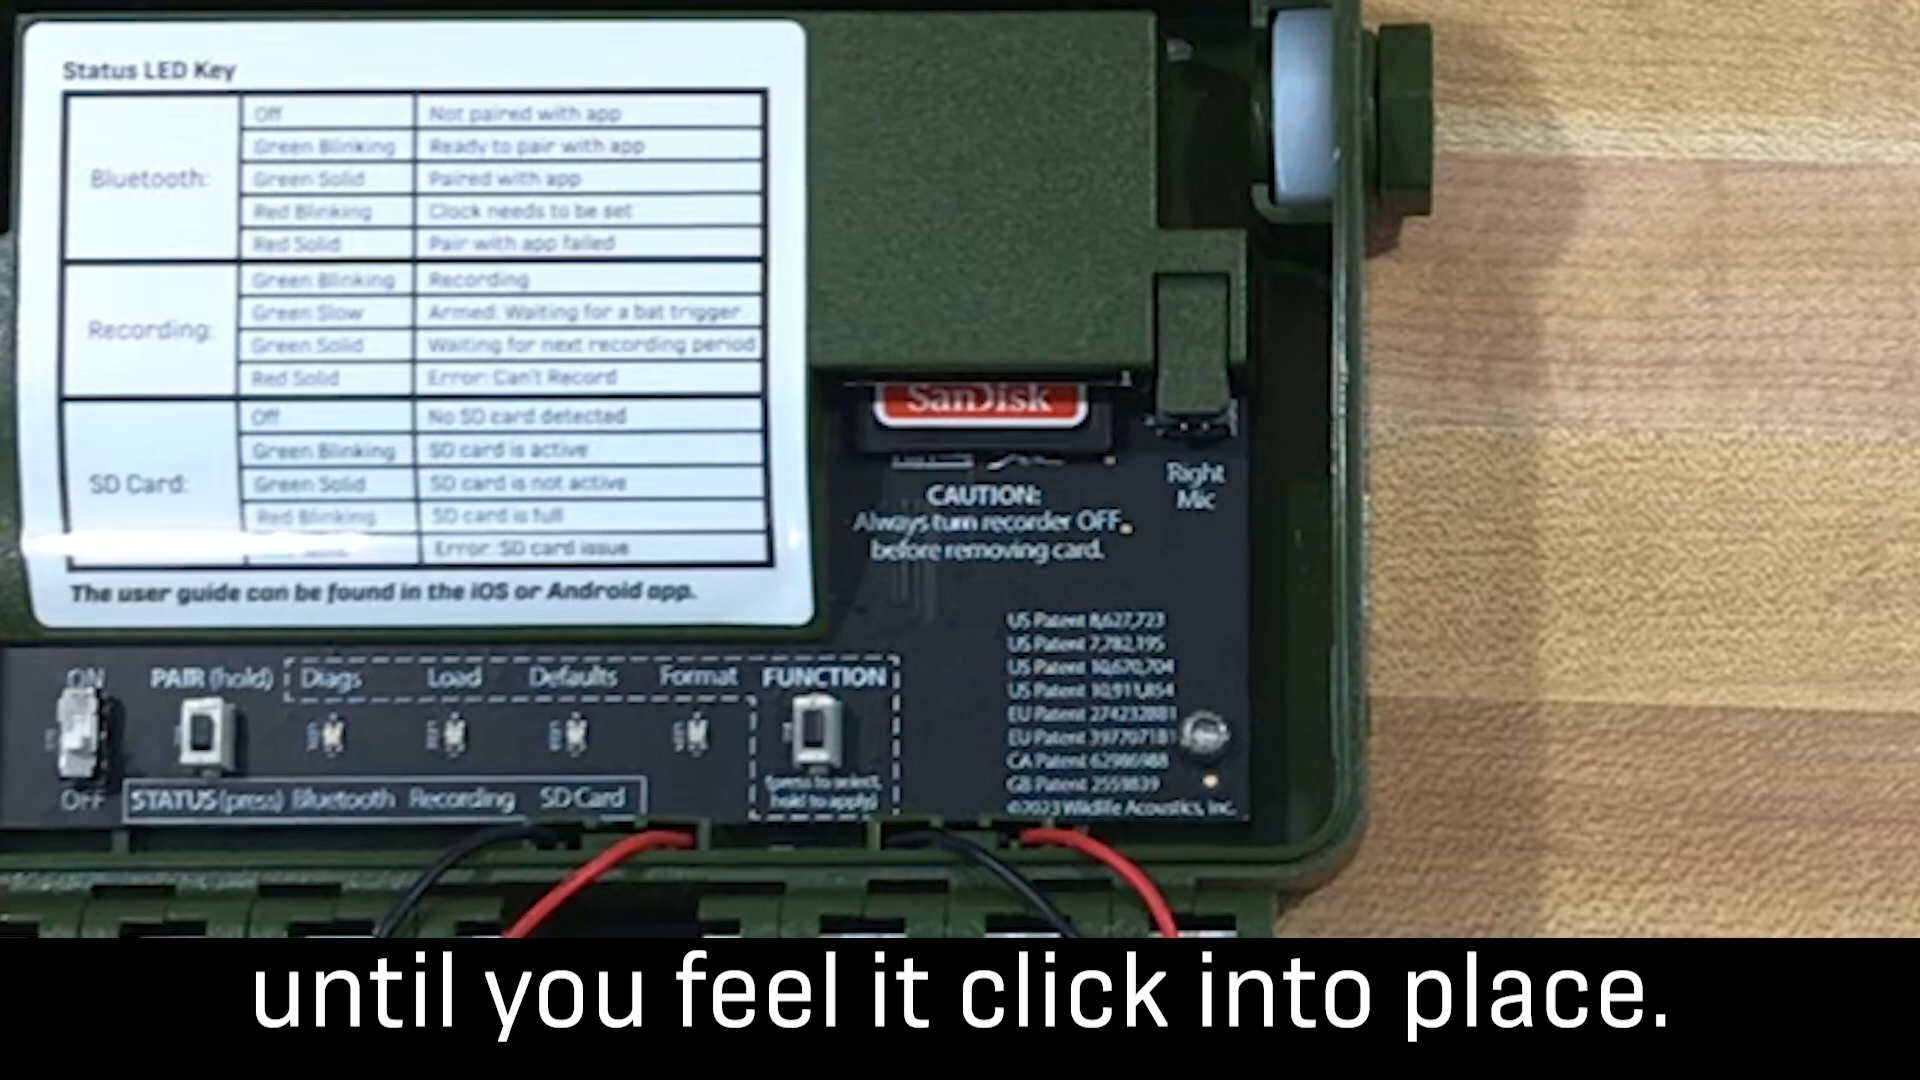 Status LED Key
Bluetooth:
Off Not paired with app
Green Blinking Ready to pair with app
Green Solid Paired with app
Red Blinking Clock needs to be set
Red Solid Pair with app failed
Recording:
Green Blinking Recording
Green Slow Armed: Waiting for a bat trigger
Green Solid Waiting for next recording period
Red Solid Error: Can't Record
SD Card:
Off No SD card detected
Green Blinking SD card is active
Green Solid SD card is not active
Red Blinking SD card is full
Error: SD card issue
The user guide can be found in the iOS or Android app.
SanDisk
Right
Mic
CAUTION:
Always turn recorder OFF
before removing card.
US Patent 8,627,723
US Patent 7,782,195
US Patent 10,670,704
US Patent 10,911,854
EU Patent
EU Patent
CA Patent
GB Patent 2559839
©2023 Wildlife Acoustics, Inc.
ON PAIR (hold) Diags Load Defaults Format FUNCTION
OFF STATUS (press) Bluetooth Recording SD Card
(press to select,
hold to apply)
until you feel it click into place.